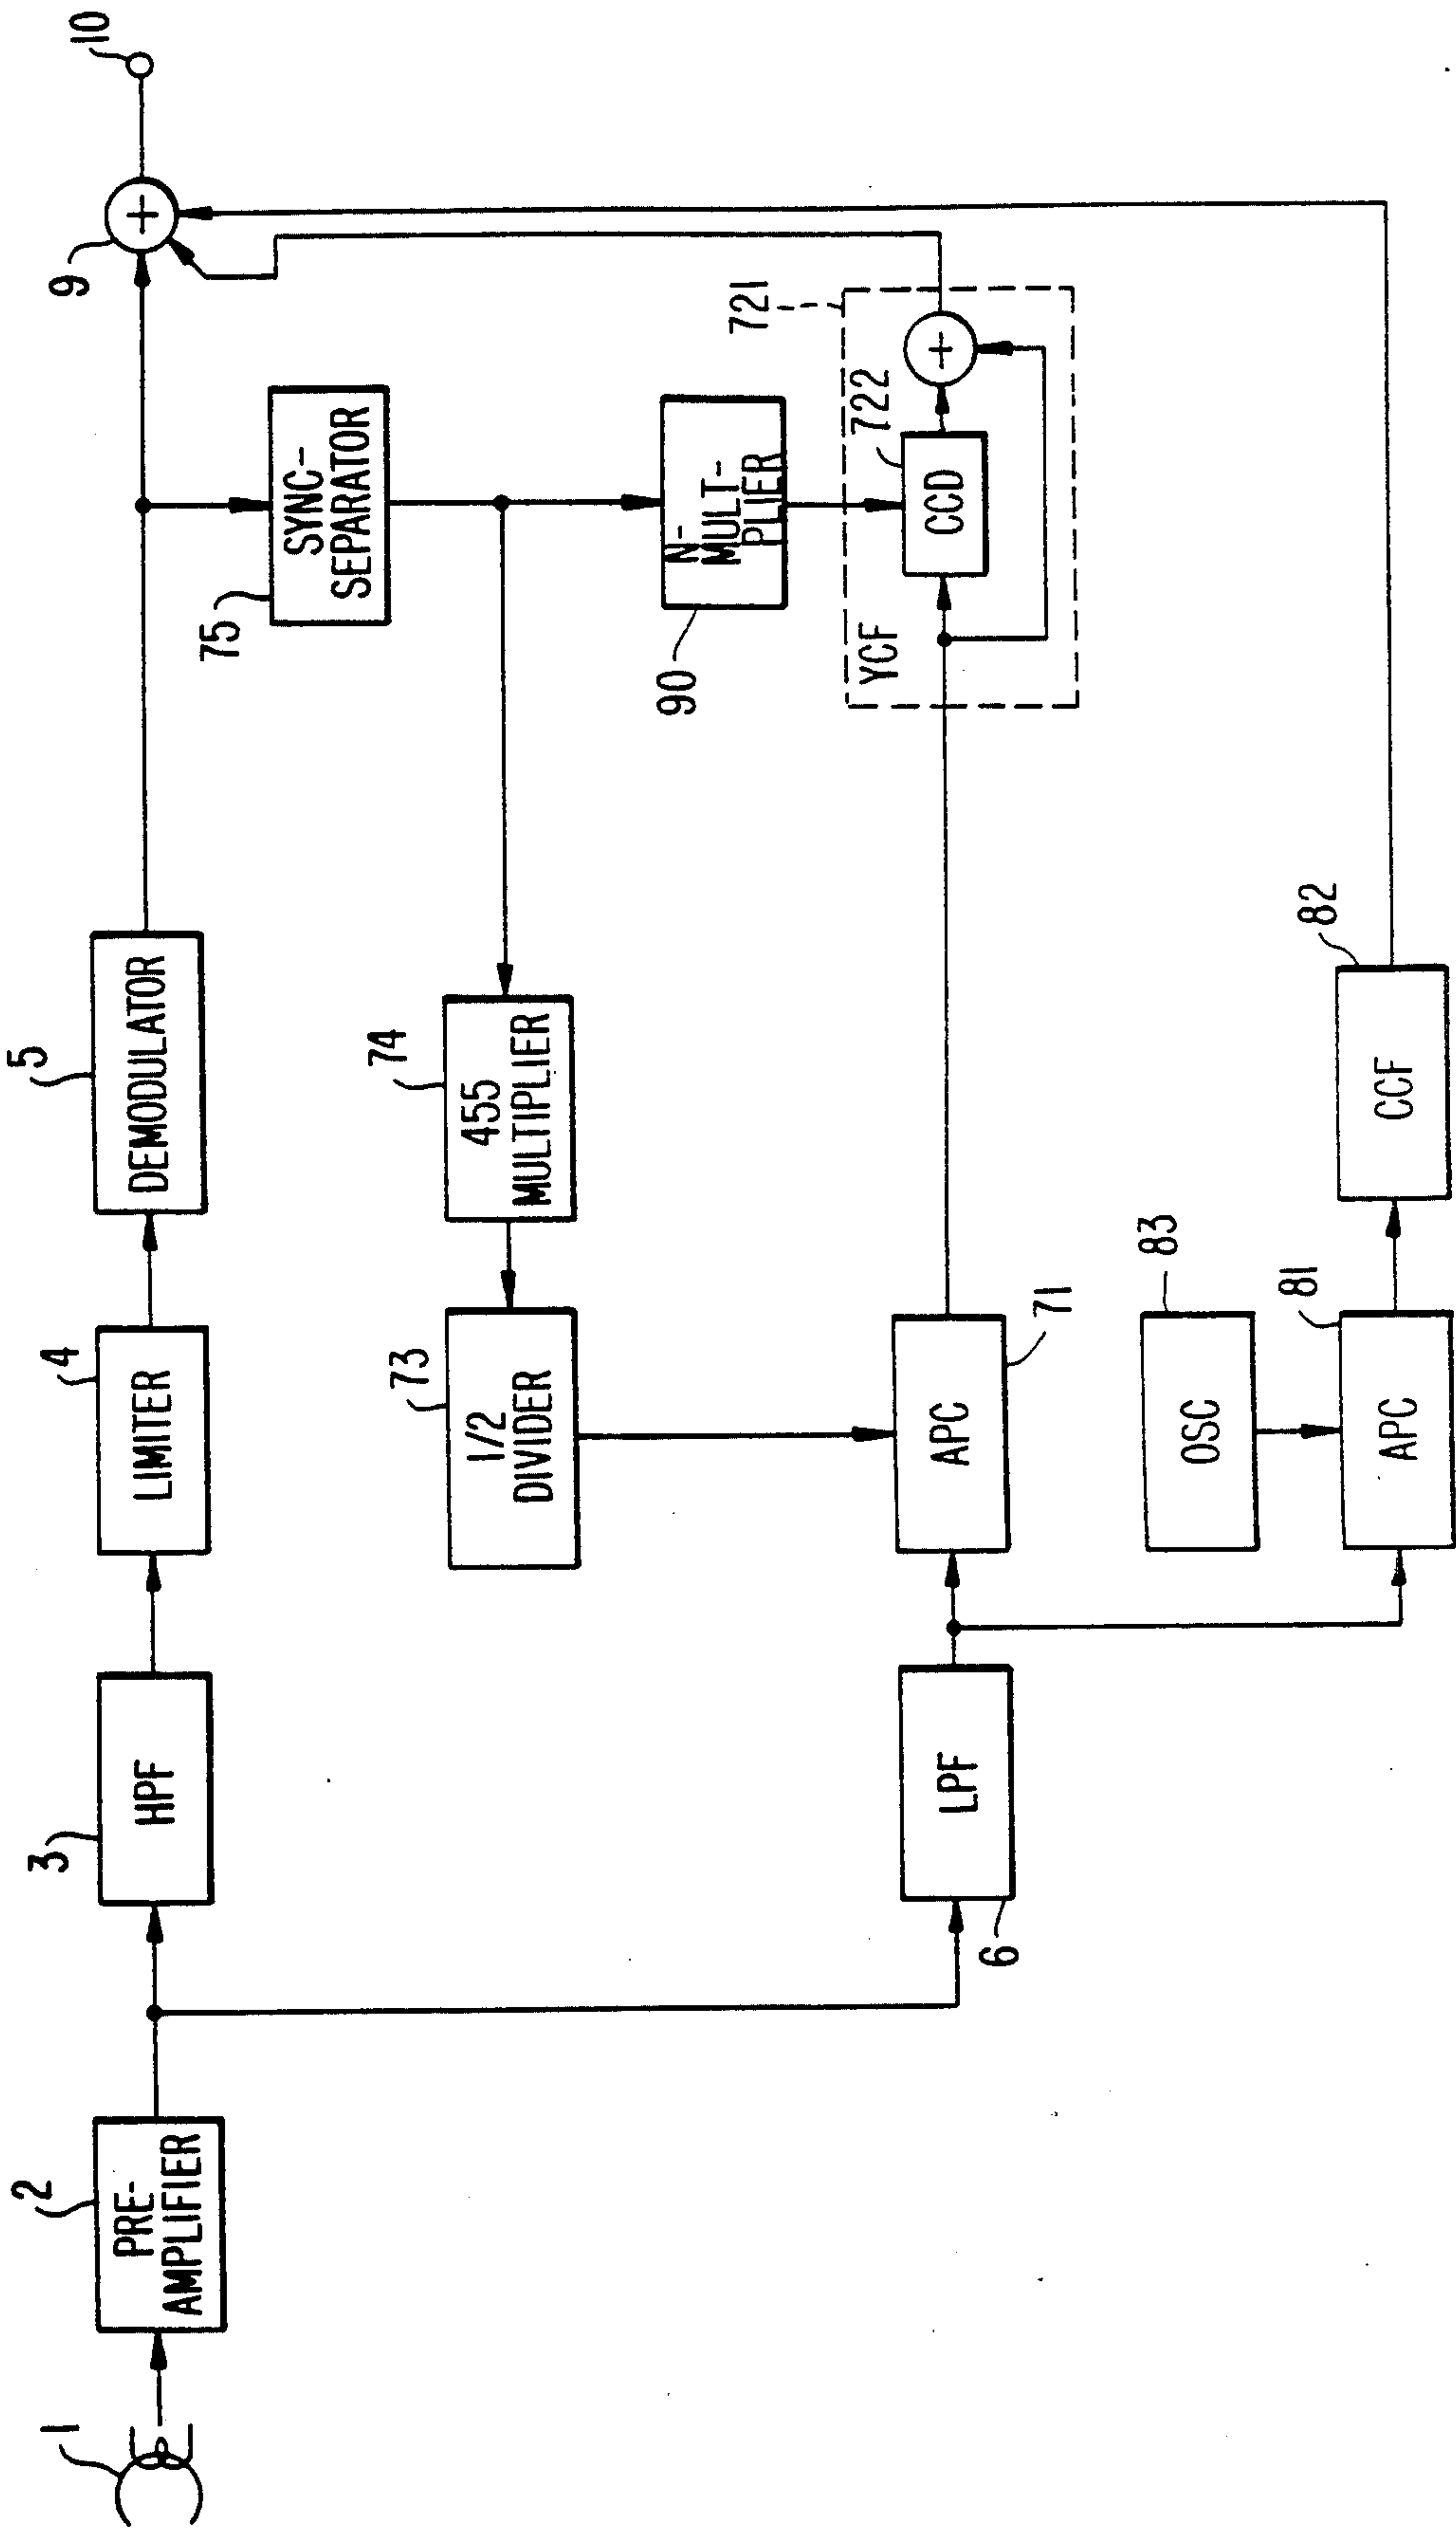 1
2
PRE-
AMPLIFIER
3
HPF
4
LIMITER
5
DEMODULATOR
9
+
10
75
SYNC-
SEPARATOR
74
455
MULTIPLIER
73
1/2
DIVIDER
90
N-
MULT-
PLIER
721
YCF
722
CCD
+
6
LPF
71
APC
83
OSC
81
APC
82
CCF